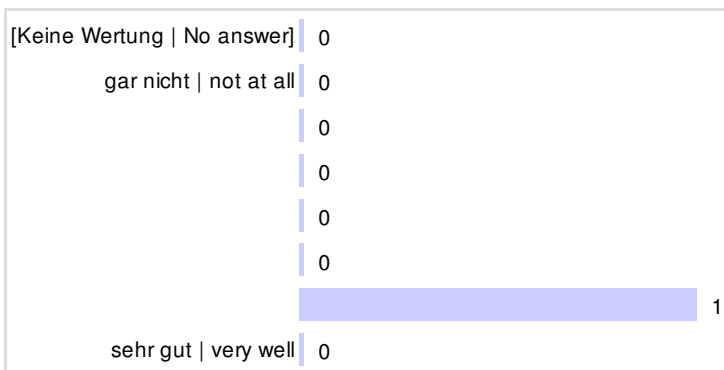 [Keine Wertung | No answer] 0
gar nicht | not at all 0
0
0
0
0
1
sehr gut | very well 0